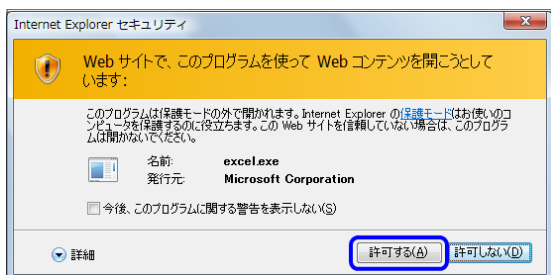 Internet Explorer セキュリティ
Web サイトで、このプログラムを使って Web コンテンツを開こうとして
います:
このプログラムは保護モードの外で開かれます。Internet Explorer の保護モードはお使いのコ
ンピュータを保護するのに役立ちます。この Web サイトを信頼していない場合は、このプログラ
ムは開かないでください。
名前: excel.exe
発行元: Microsoft Corporation
今後、このプログラムに関する警告を表示しない(S)
詳細 許可する(A) 許可しない(D)